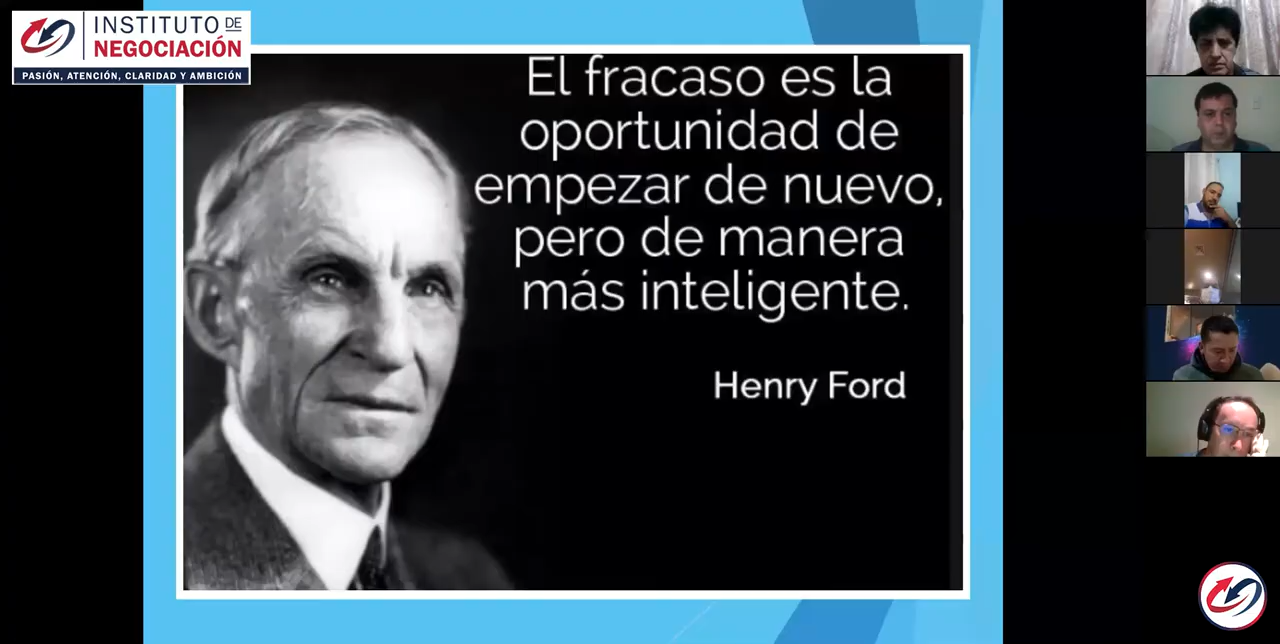 INSTITUTO DE
NEGOCIACIÓN
PASIÓN, ATENCIÓN, CLARIDAD Y AMBICIÓN
El fracaso es la
oportunidad de
empezar de nuevo,
pero de manera
más inteligente.
Henry Ford